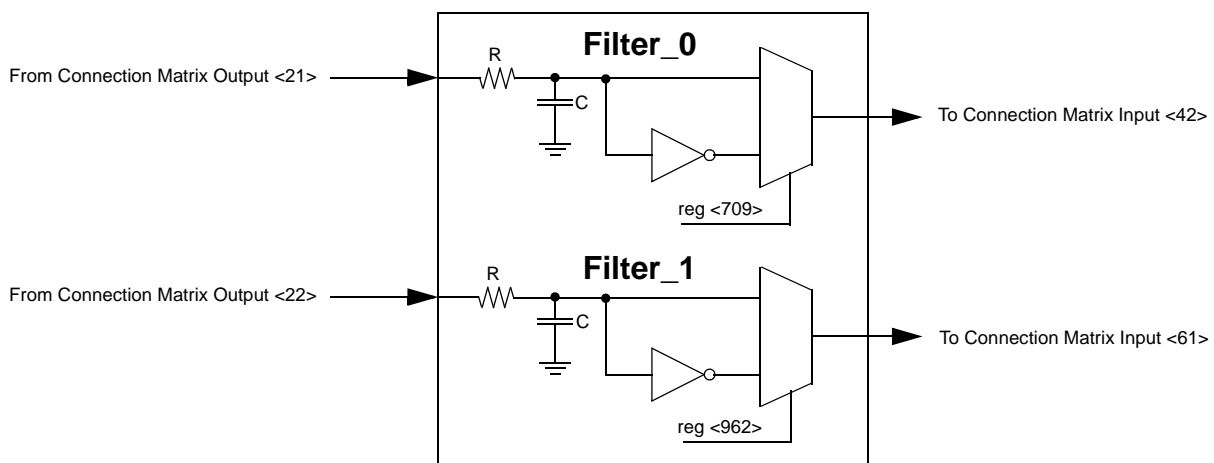 Filter_0
R
From Connection Matrix Output <21>
C
To Connection Matrix Input <42>
reg <709>
Filter_1
R
From Connection Matrix Output <22>
C
To Connection Matrix Input <61>
reg <962>